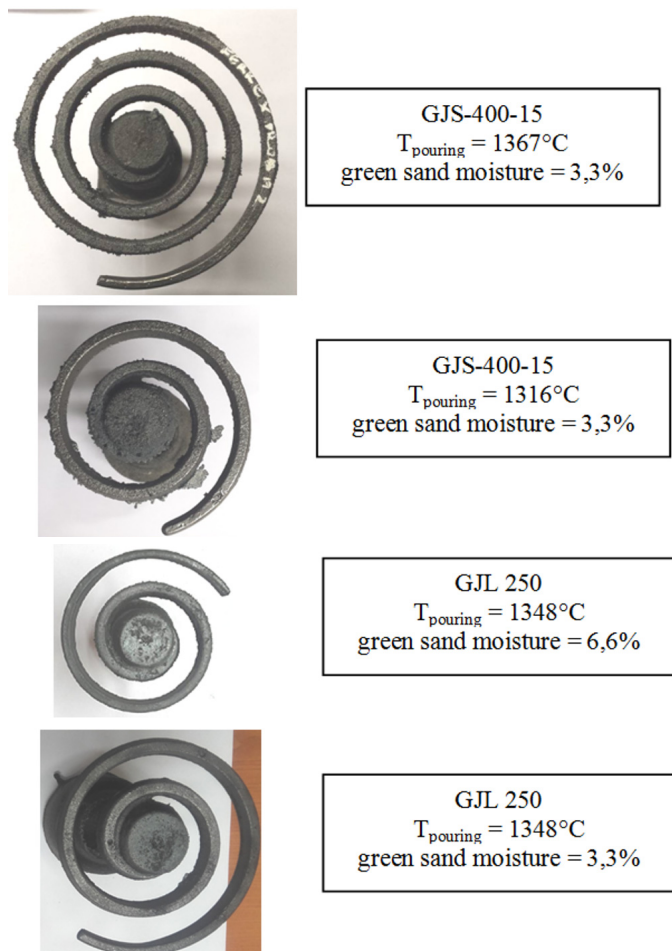 GJS-400-15
Tpouring = 1367°C
green sand moisture = 3,3%
GJS-400-15
Tpouring = 1316°C
green sand moisture = 3,3%
GJL 250
Tpouring = 1348°C
green sand moisture = 6,6%
GJL 250
Tpouring = 1348°C
green sand moisture = 3,3%